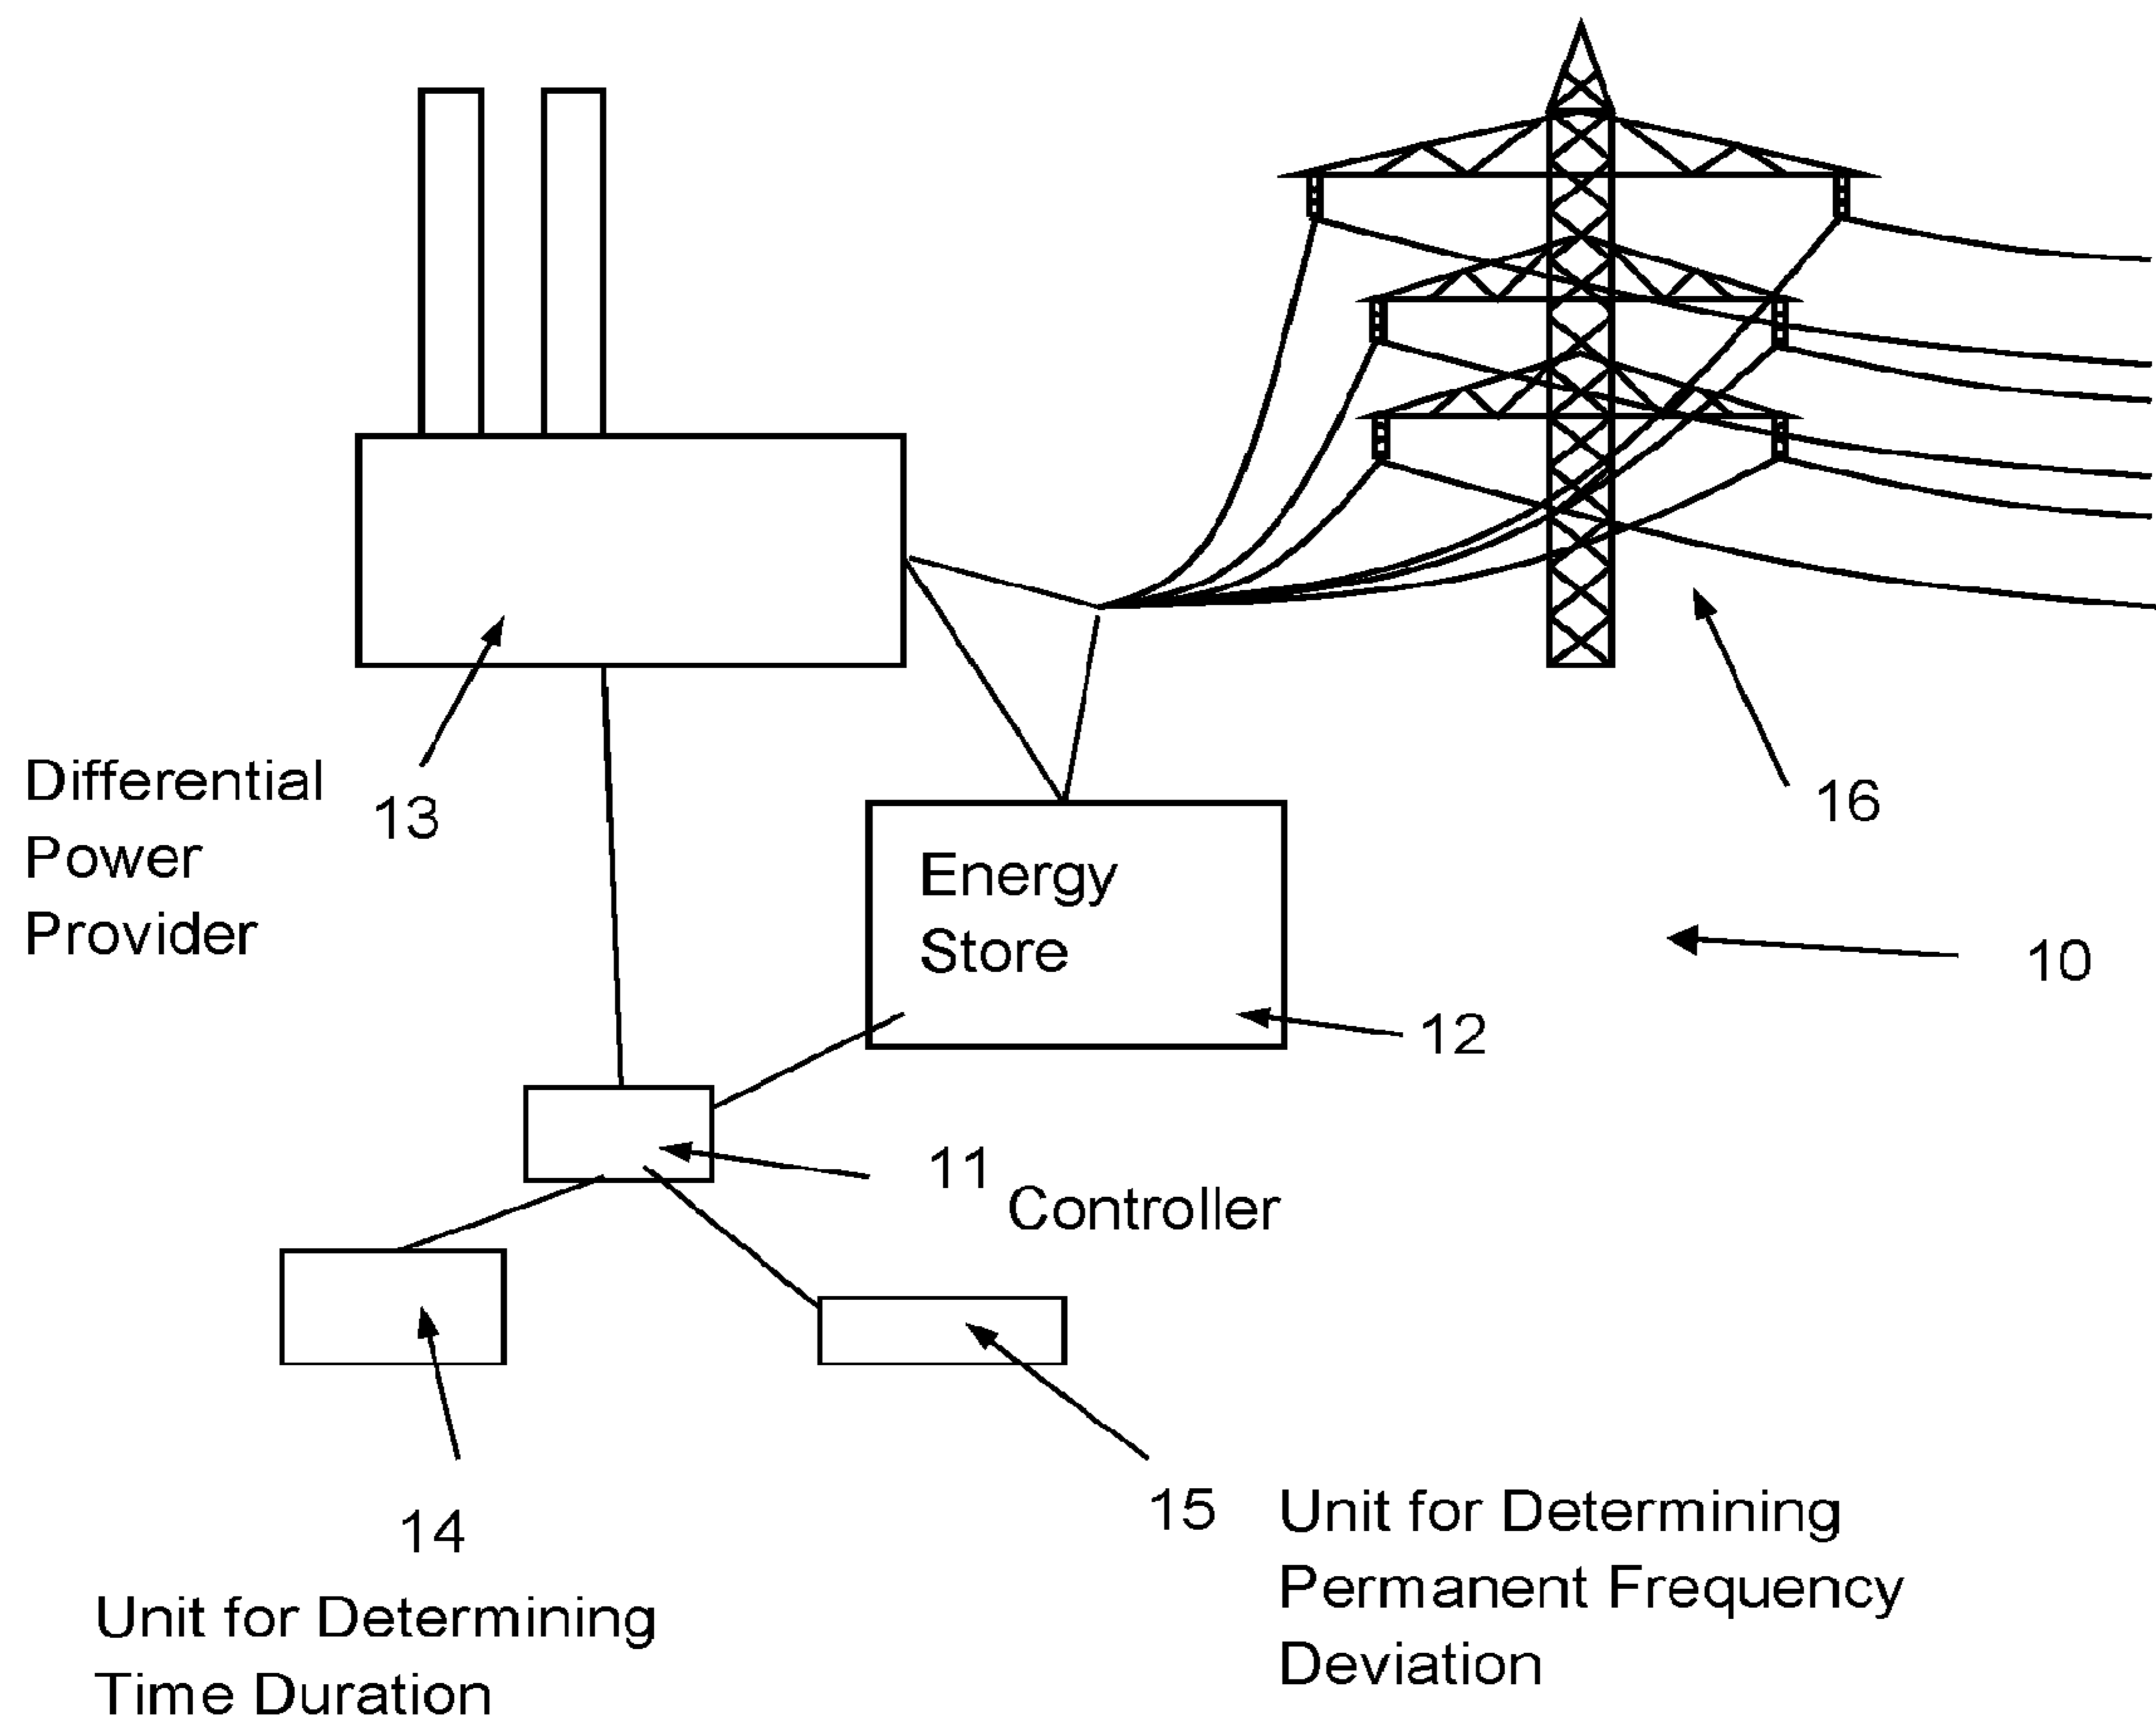 Differential
Power
Provider
13
16
Energy
Store
10
12
11
Controller
14
Unit for Determining
Time Duration
15
Unit for Determining
Permanent Frequency
Deviation